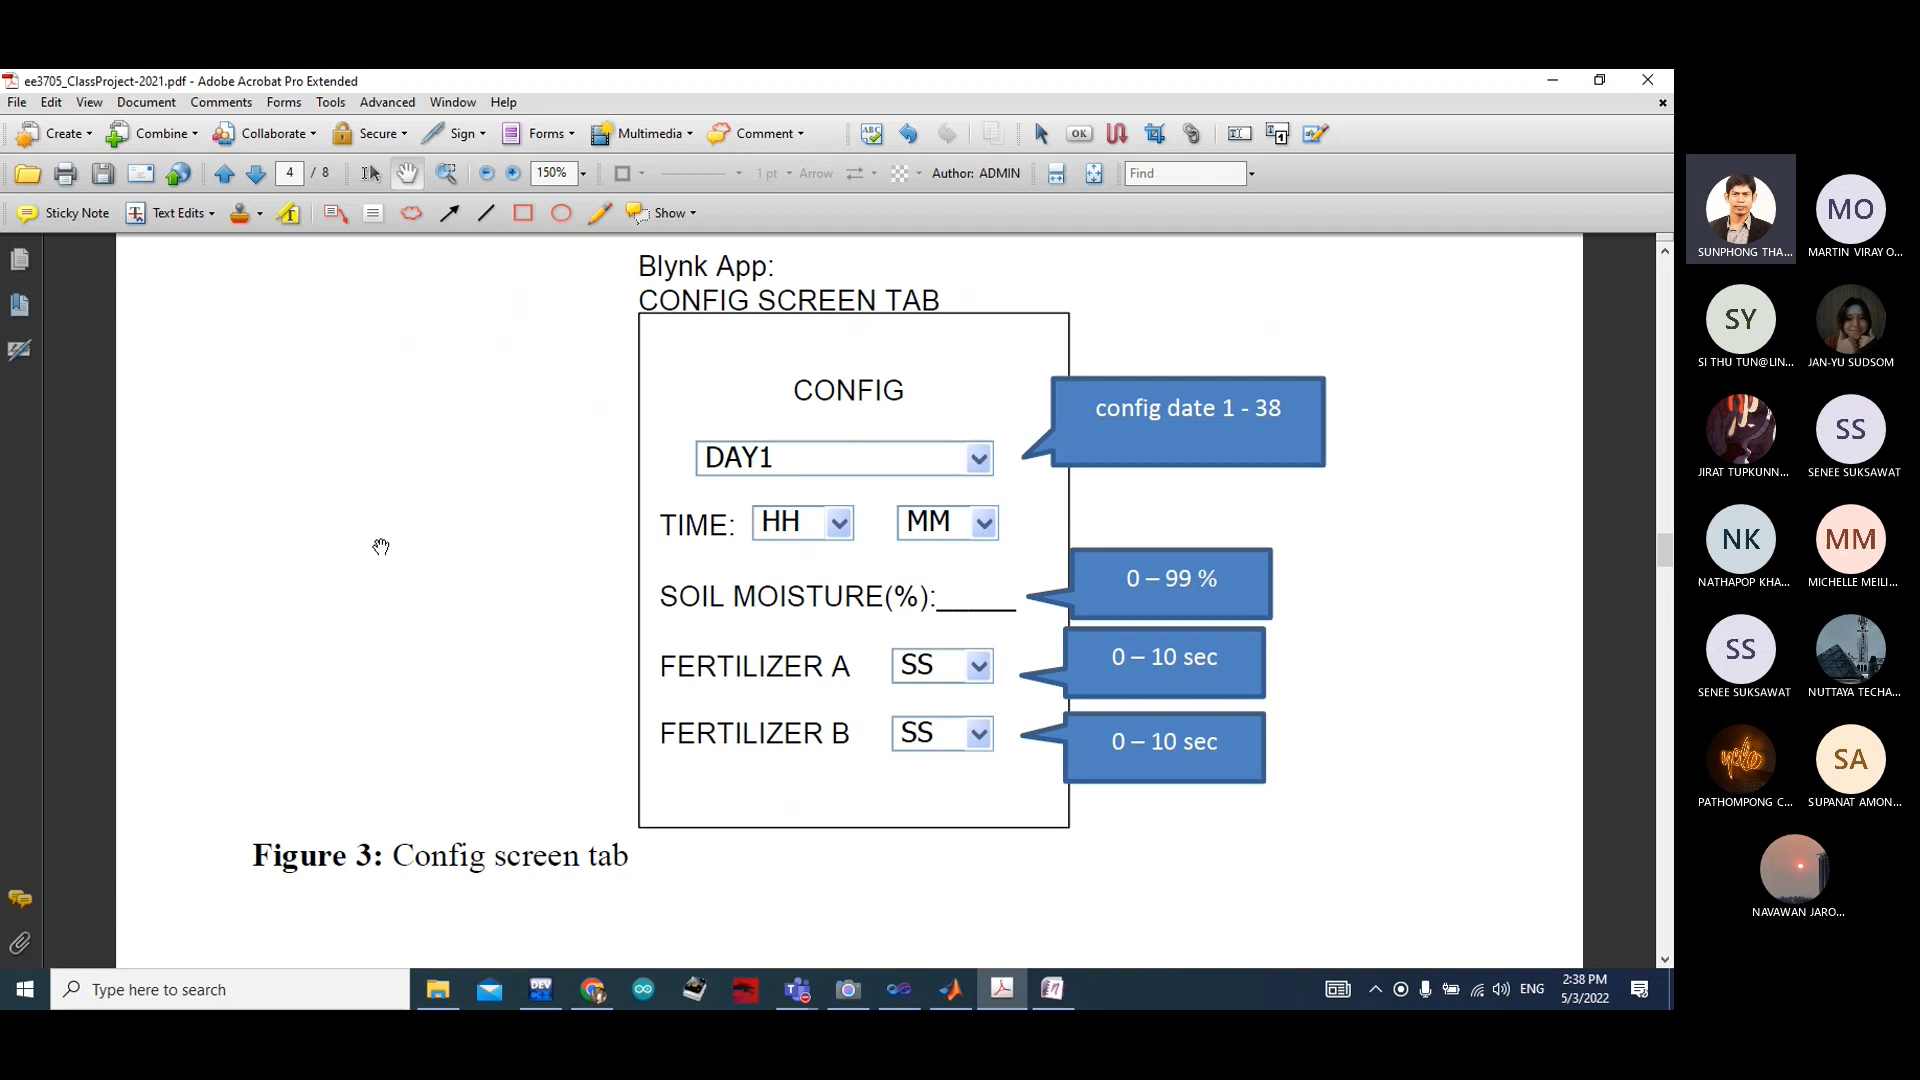 ee3705_ClassProject-2021.pdf - Adobe Acrobat Pro Extended
File Edit View Document Comments Forms Tools Advanced Window Help
Create Combine Collaborate Secure Sign Forms Multimedia Comment ABC OK
4 / 8 150% 1 pt Arrow Author: ADMIN Find
Sticky Note Text Edits Show
Blynk App:
CONFIG SCREEN TAB
CONFIG
config date 1 - 38
DAY1
TIME: HH MM
0 – 99 %
SOIL MOISTURE(%):______
0 – 10 sec
FERTILIZER A SS
FERTILIZER B SS
0 – 10 sec
Figure 3: Config screen tab
MO
SUNPHONG THA...
MARTIN VIRAY O...
SY
SI THU TUN@LIN...
JAN-YU SUDSOM
SS
JIRAT TUPKUNN...
SENEE SUKSAWAT
NK
MM
NATHAPOP KHA...
MICHELLE MEILI...
SS
SENEE SUKSAWAT
NUTTAYA TECHA...
yolo
SA
PATHOMPONG C...
SUPANAT AMON...
NAVAWAN JARO...
Type here to search
DEV
ENG
2:38 PM
5/3/2022